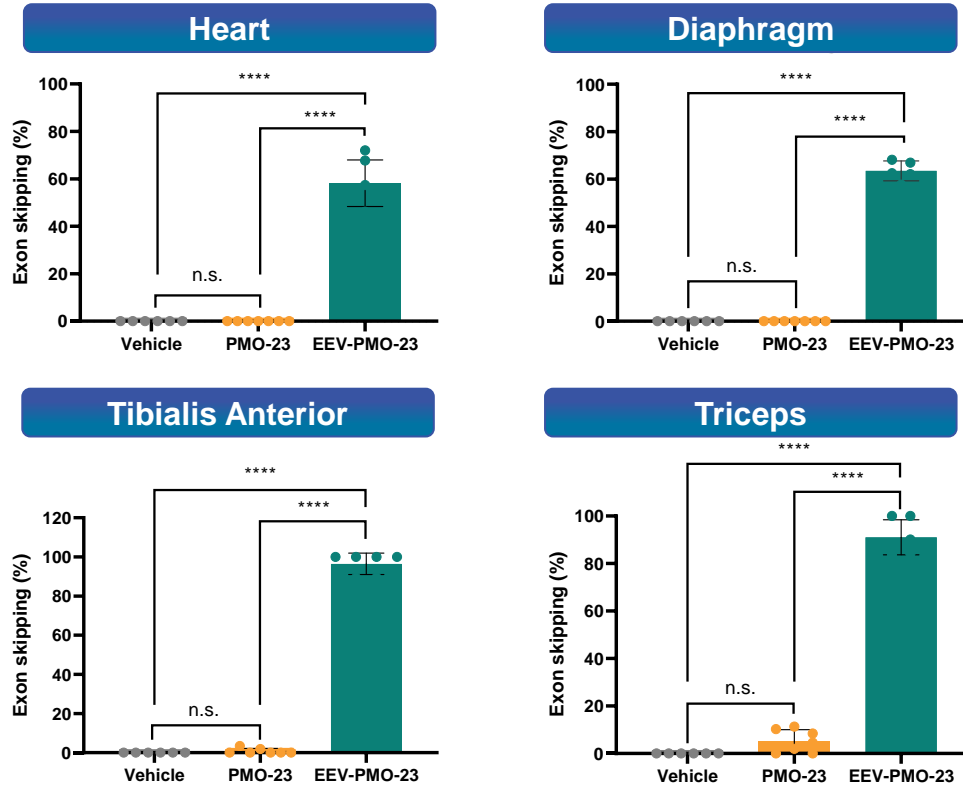 Heart
****
****
n.s.
Exon skipping (%)
100
80
60
40
20
0
Vehicle PMO-23 EEV-PMO-23
Diaphragm
****
****
n.s.
Exon skipping (%)
100
80
60
40
20
0
Vehicle PMO-23 EEV-PMO-23
Tibialis Anterior
****
****
n.s.
Exon skipping (%)
120
100
80
60
40
20
0
Vehicle PMO-23 EEV-PMO-23
Triceps
****
****
n.s.
Exon skipping (%)
100
80
60
40
20
0
Vehicle PMO-23 EEV-PMO-23